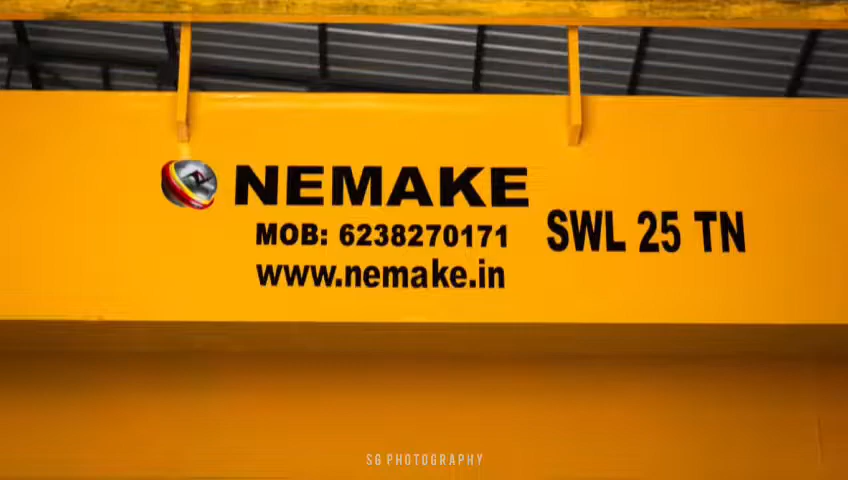 NEMAKE
MOB: 6238270171
www.nemake.in
SWL 25 TN
SG PHOTOGRAPHY